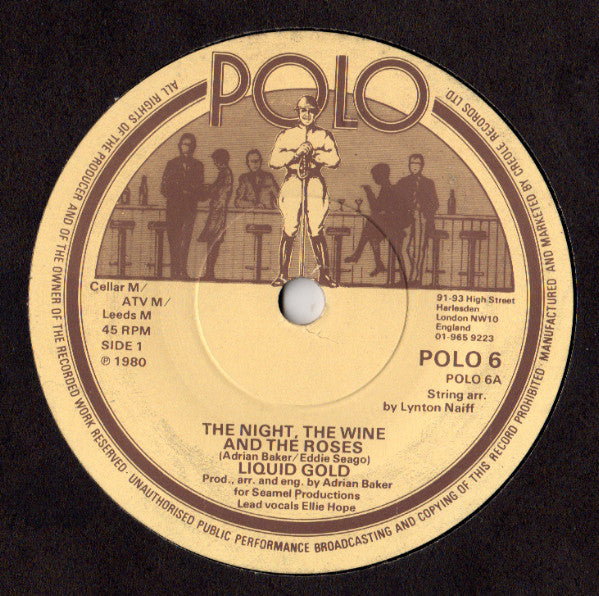 POLO
Cellar M/
ATV M/
Leeds M
45 RPM
SIDE 1
℗ 1980
91-93 High Street
Harlesden
London NW10
England
01-965 9223
POLO 6
POLO 6A
String arr.
by Lynton Naiff
THE NIGHT, THE WINE
AND THE ROSES
(Adrian Baker/Eddie Seago)
LIQUID GOLD
Prod., arr. and eng. by Adrian Baker
for Seamel Productions
Lead vocals Ellie Hope
ALL RIGHTS OF THE PRODUCER AND OF THE OWNER OF THE RECORDED WORK RESERVED · UNAUTHORISED PUBLIC PERFORMANCE BROADCASTING AND COPYING OF THIS RECORD PROHIBITED · MANUFACTURED AND MARKETED BY CREOLE RECORDS LTD.